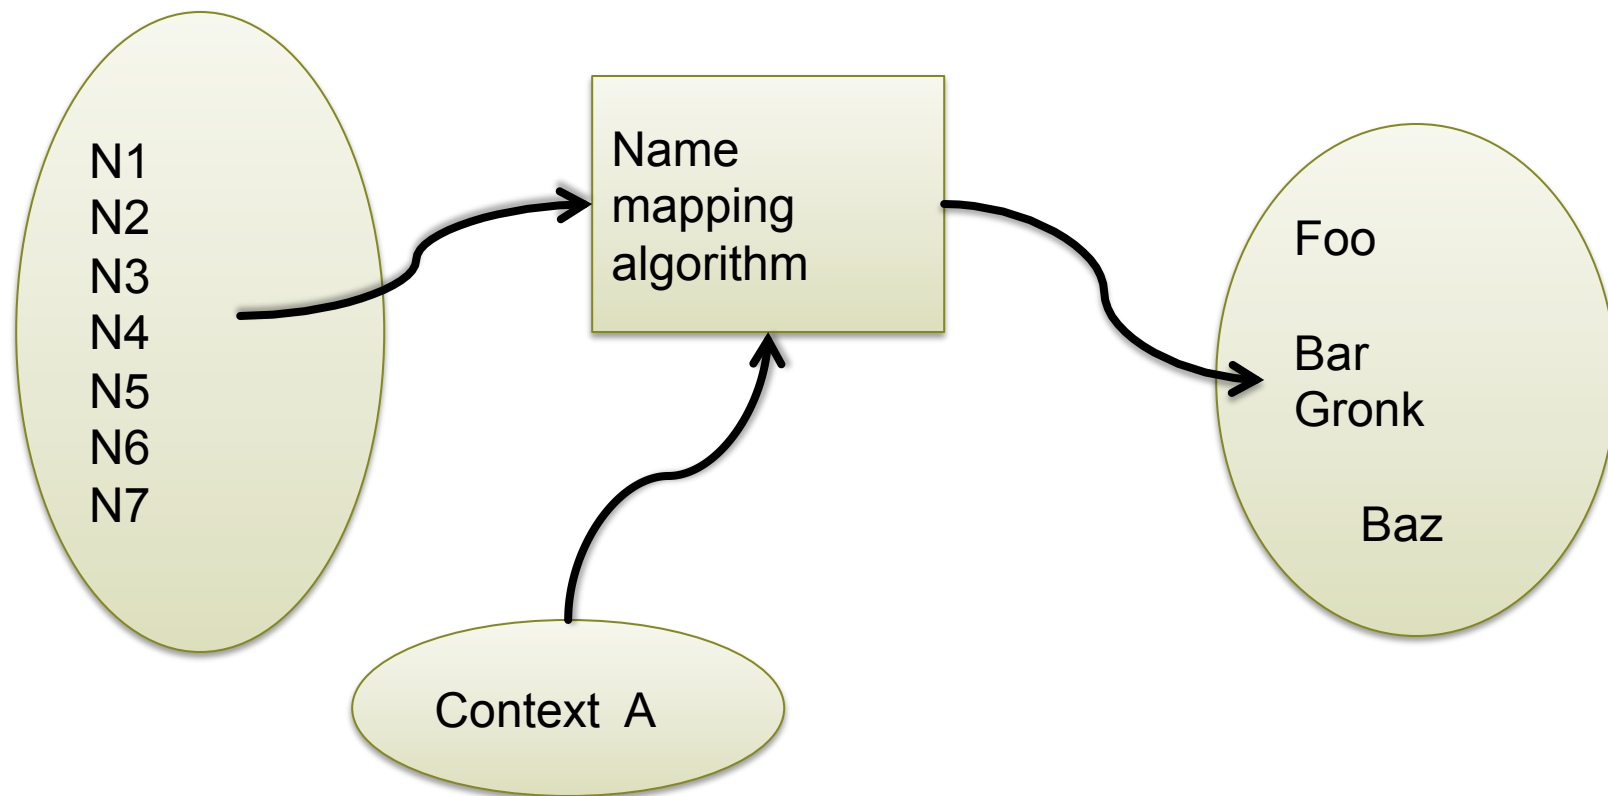 N1
N2
N3
N4
N5
N6
N7
Name
mapping
algorithm
Foo
Bar
Gronk
Baz
Context A